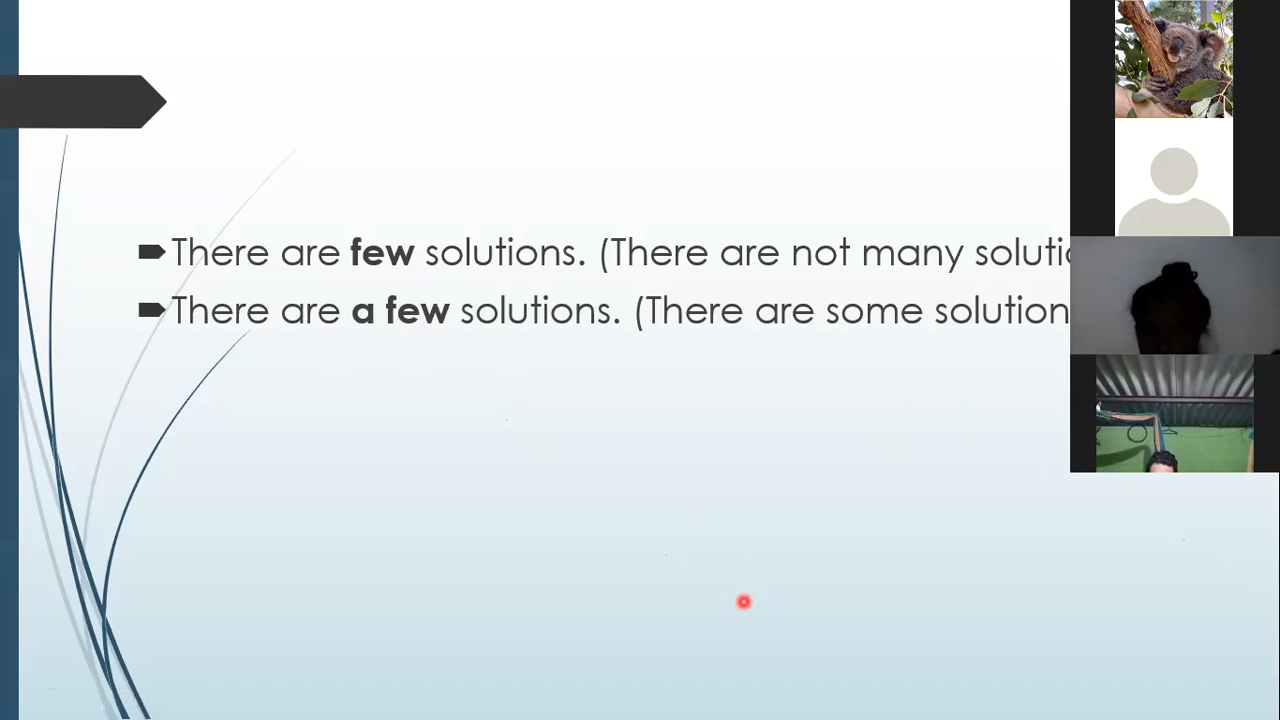 There are few solutions. (There are not many
There are a few solutions. (There are some solution